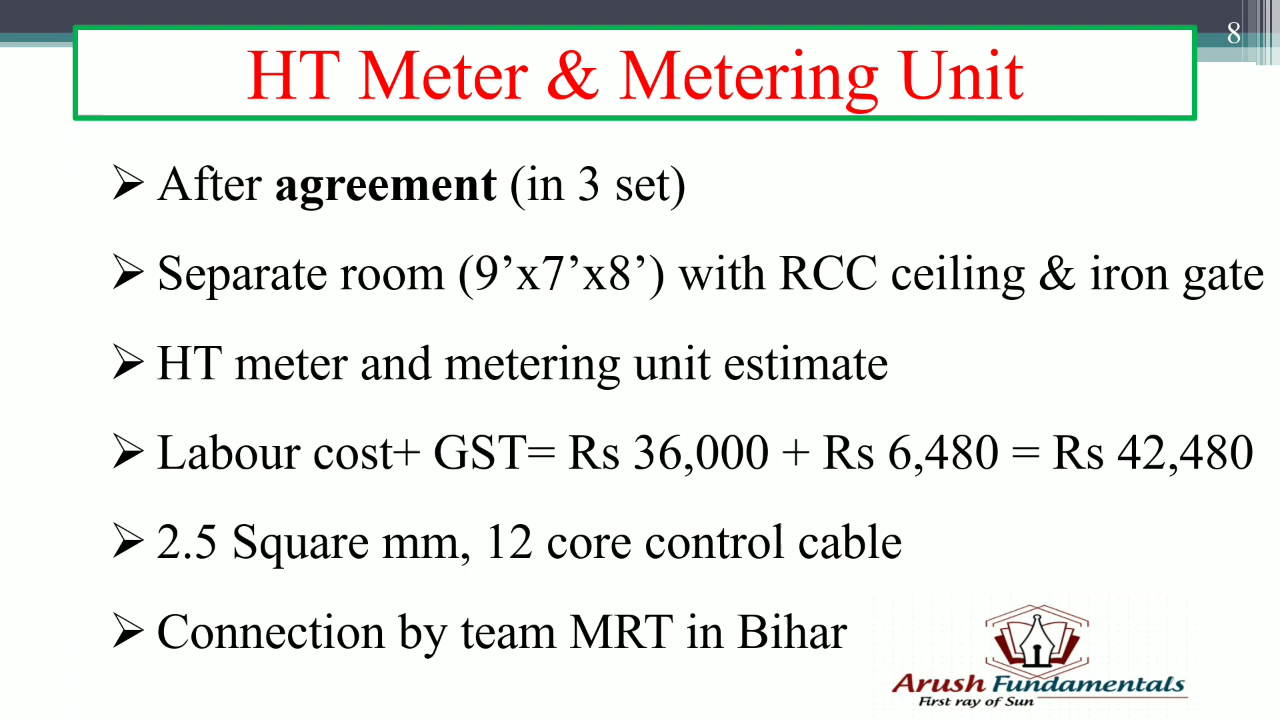 8
HT Meter & Metering Unit
➢ After agreement (in 3 set)
➢ Separate room (9’x7’x8’) with RCC ceiling & iron gate
➢ HT meter and metering unit estimate
➢ Labour cost+ GST= Rs 36,000 + Rs 6,480 = Rs 42,480
➢ 2.5 Square mm, 12 core control cable
➢ Connection by team MRT in Bihar
Arush Fundamentals
First ray of Sun